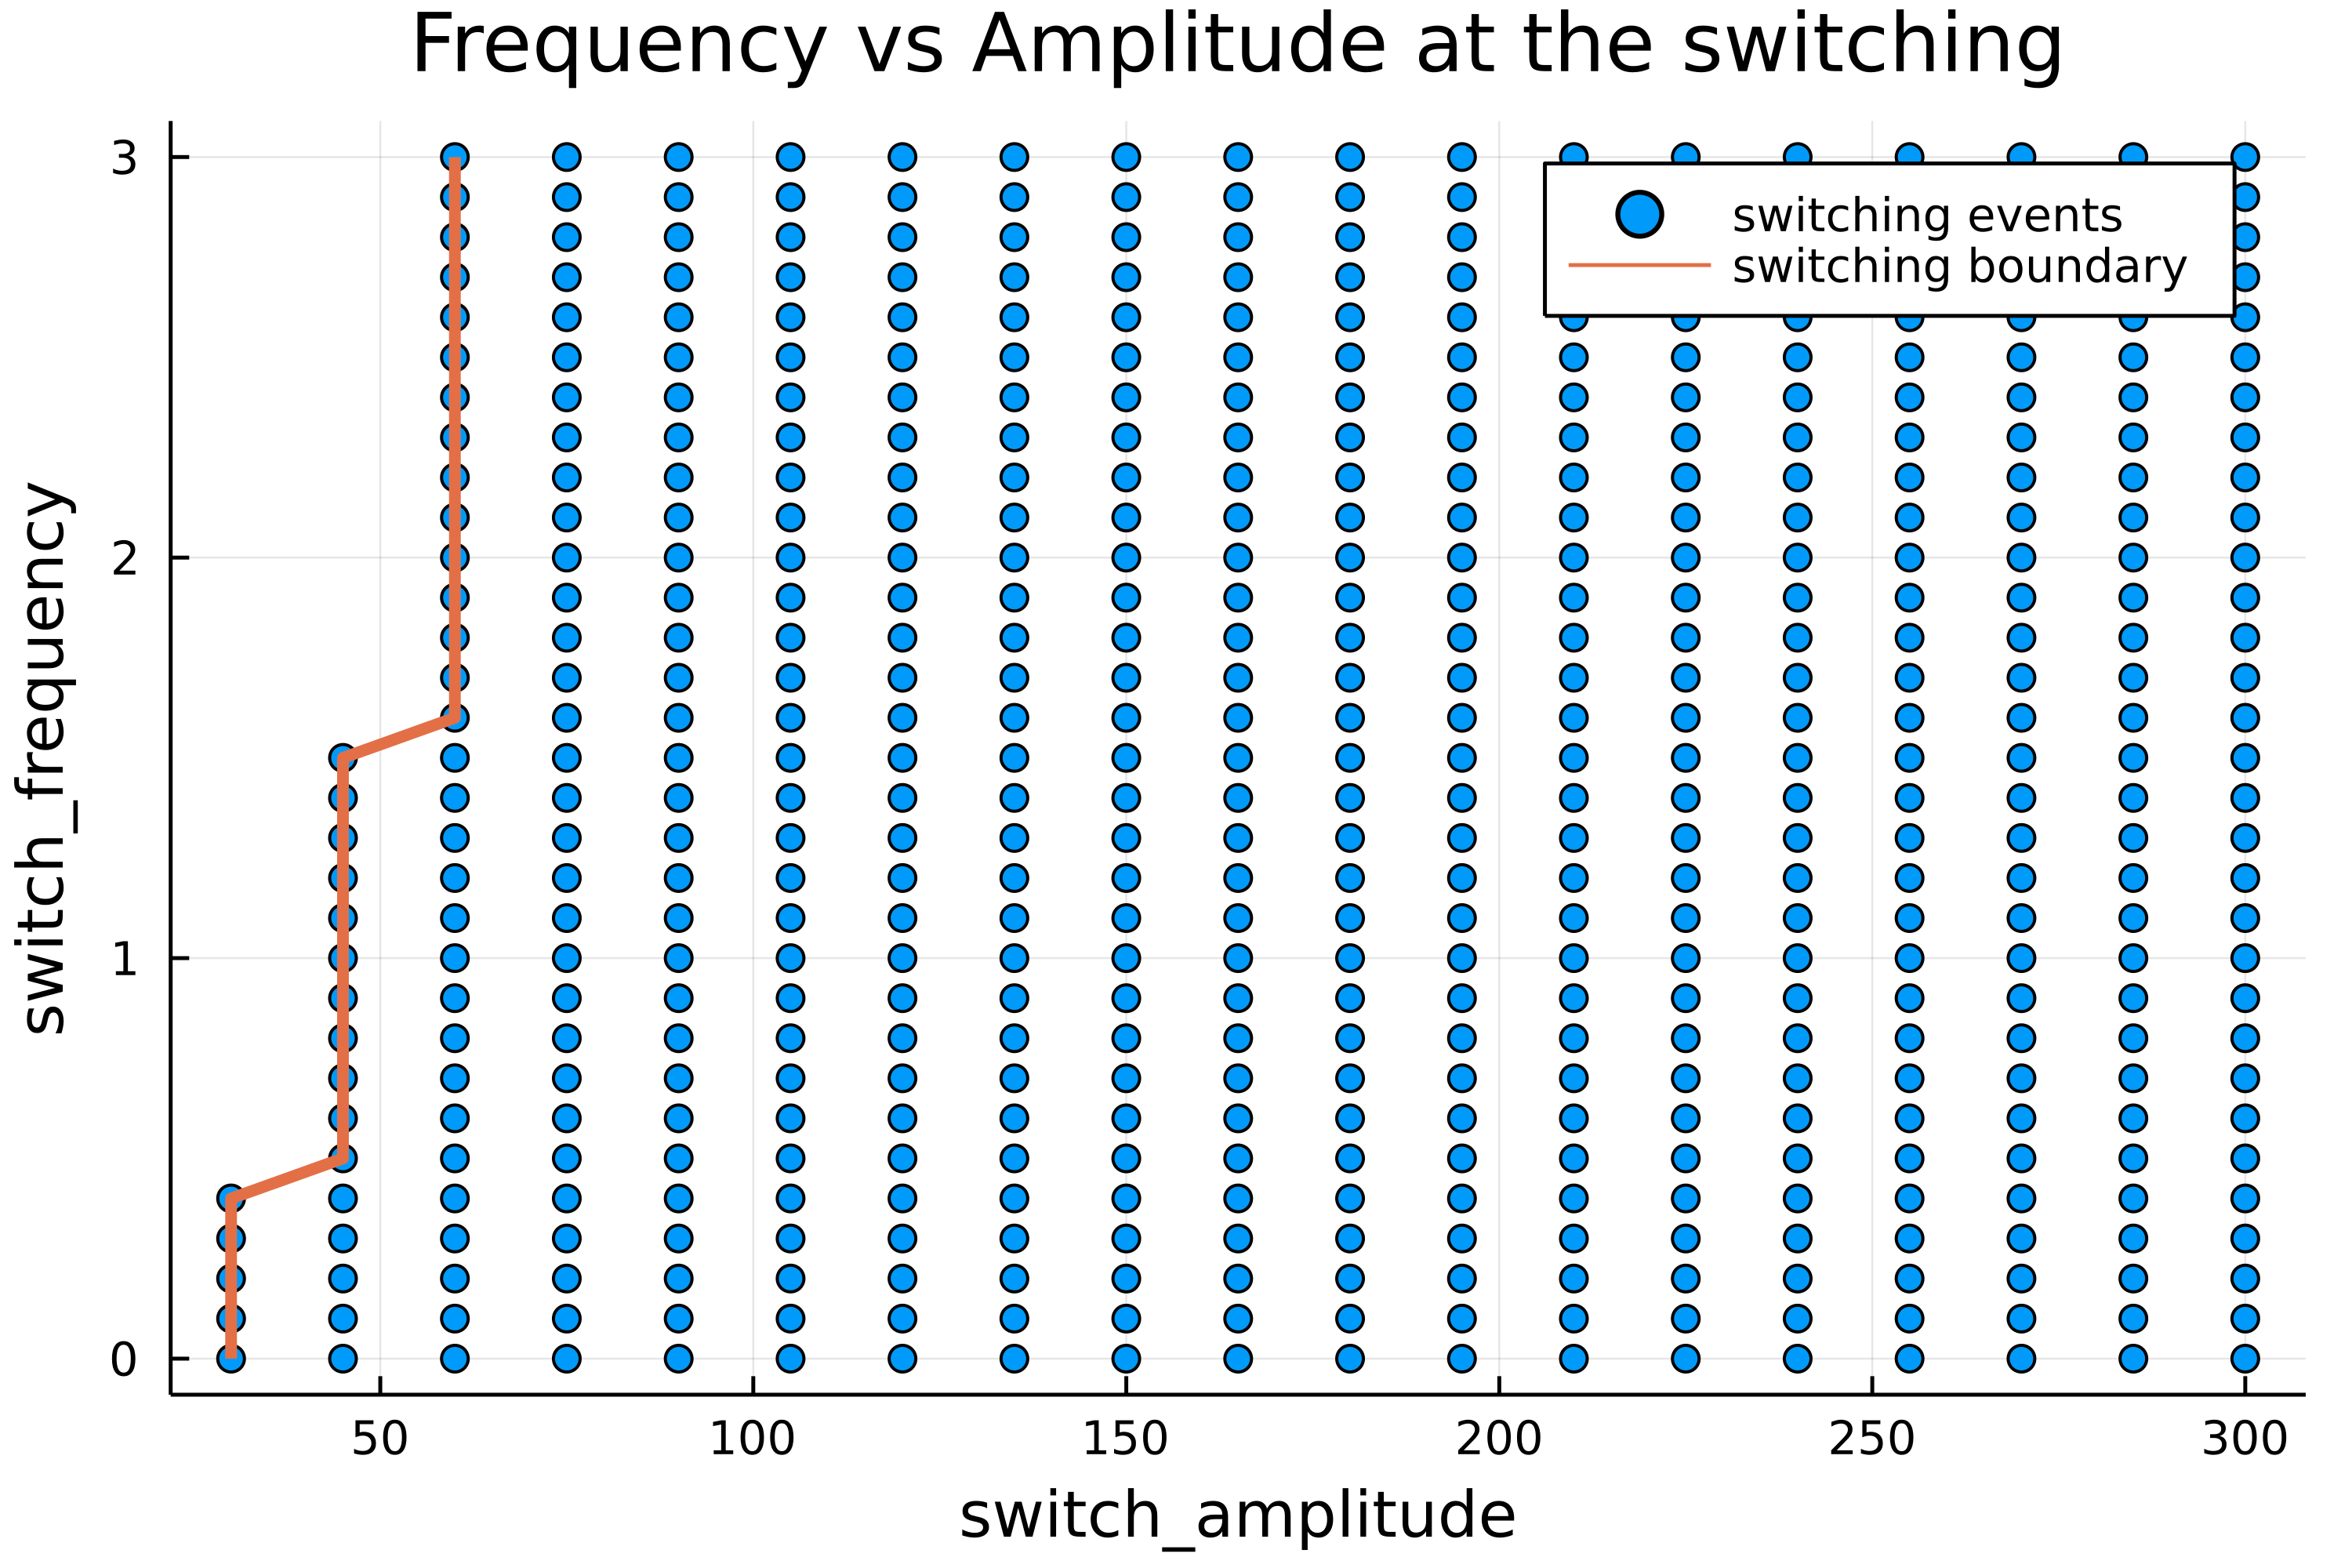 Frequency vs Amplitude at the switching
switching events
switching boundary
switch_frequency
3
2
1
0
50 100 150 200 250 300
switch_amplitude